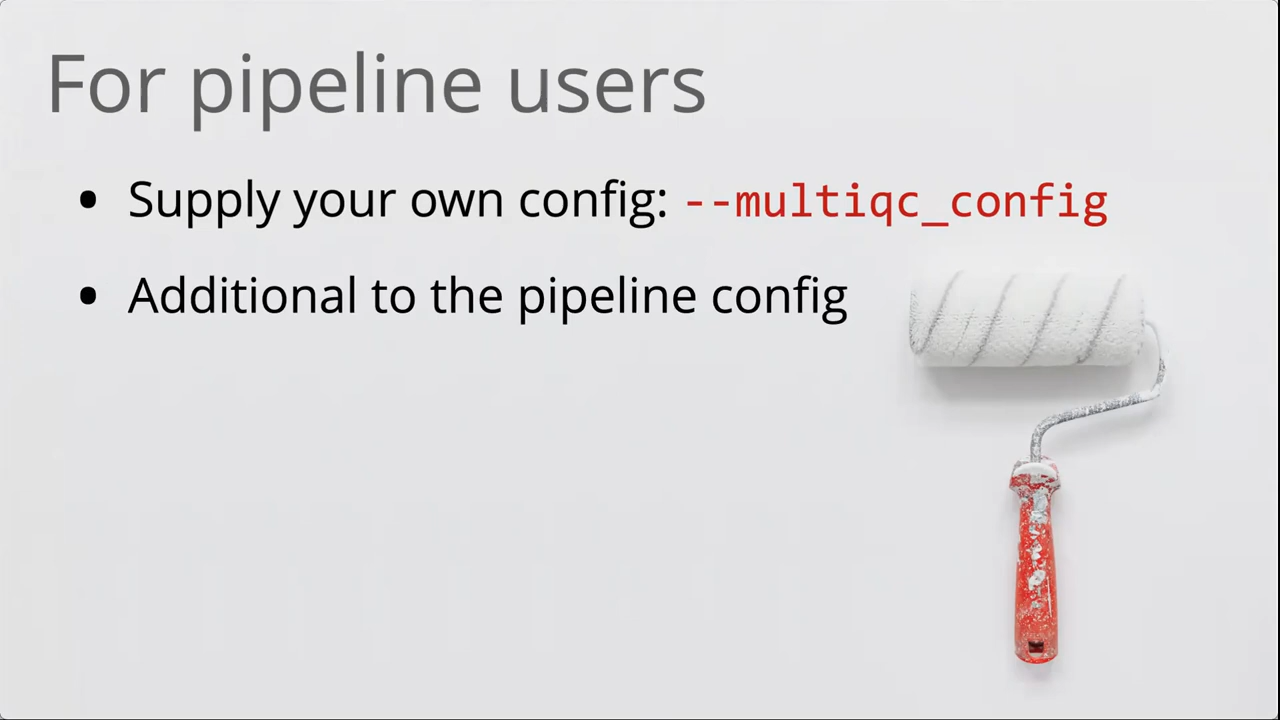 For pipeline users
• Supply your own config: --multiqc_config
• Additional to the pipeline config